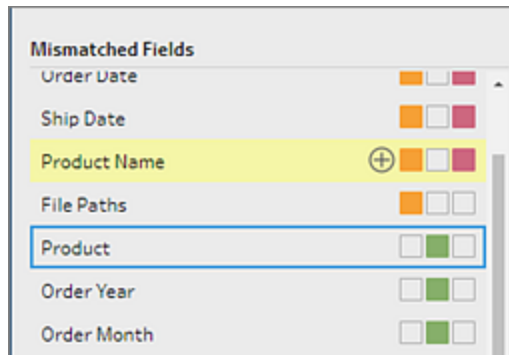 Mismatched Fields
Order Date
Ship Date
Product Name
File Paths
Product
Order Year
Order Month